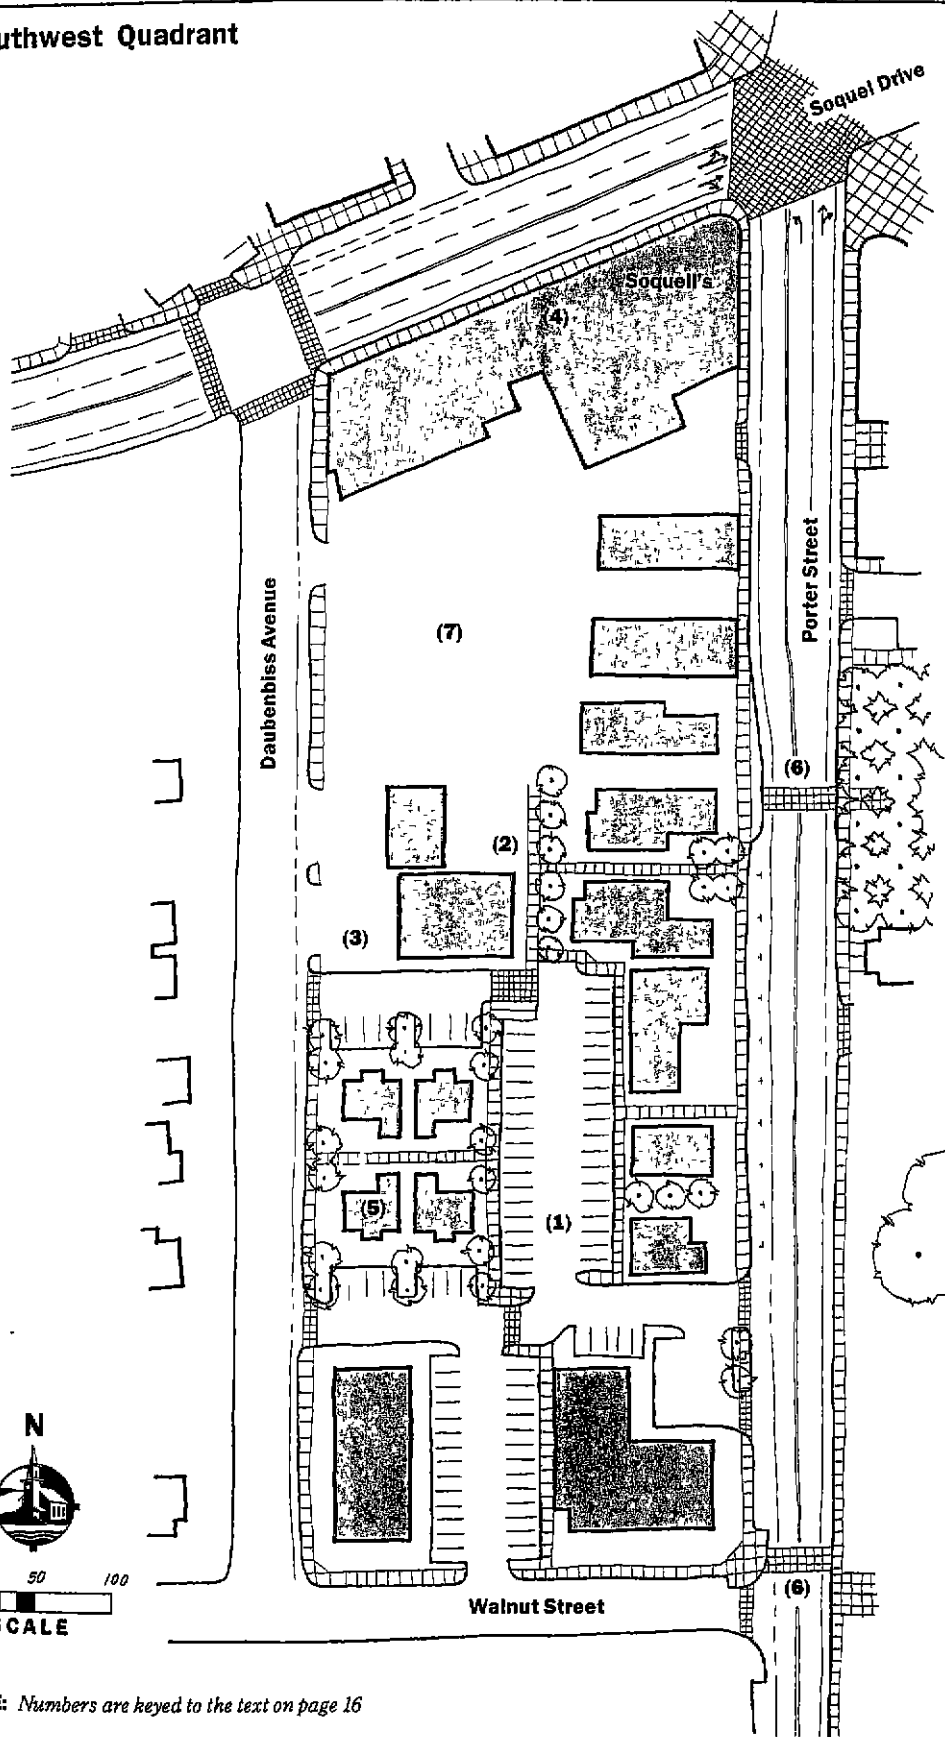 uthwest Quadrant
Soquel Drive
Soquell's
(4)
Porter Street
Daubenbiss Avenue
(7)
(6)
(2)
(3)
(5)
(1)
N
50 100
CALE
Walnut Street
(6)
: Numbers are keyed to the text on page 16